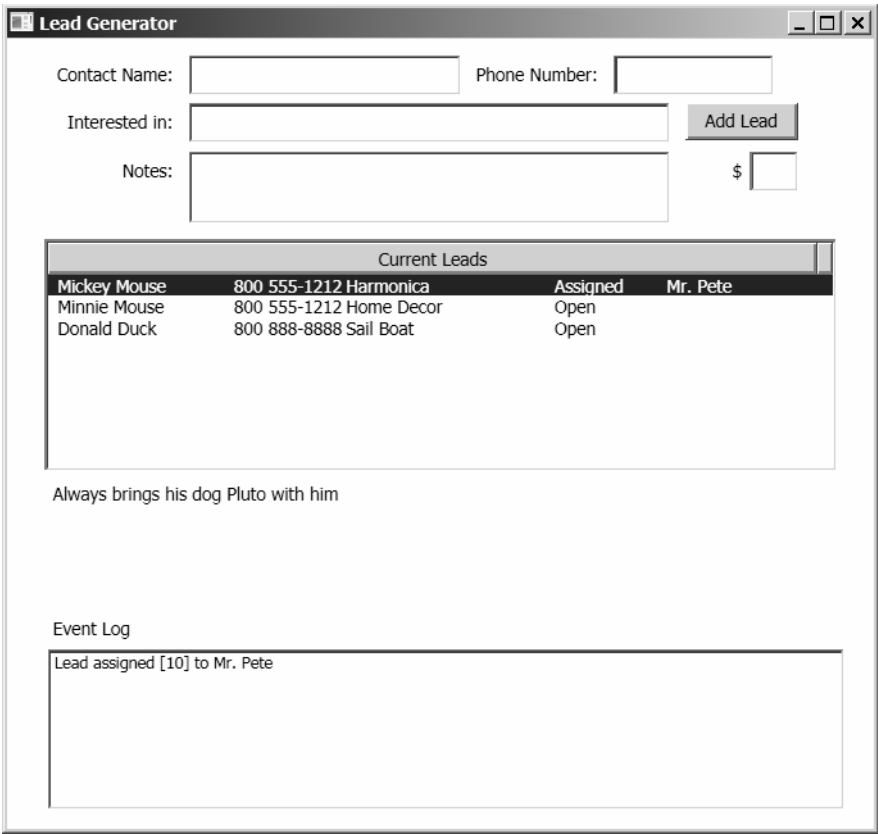 Lead Generator
Contact Name: Phone Number:
Interested in: Add Lead
Notes: $
Current Leads
Mickey Mouse 800 555-1212 Harmonica Assigned Mr. Pete
Minnie Mouse 800 555-1212 Home Decor Open
Donald Duck 800 888-8888 Sail Boat Open
Always brings his dog Pluto with him
Event Log
Lead assigned [10] to Mr. Pete